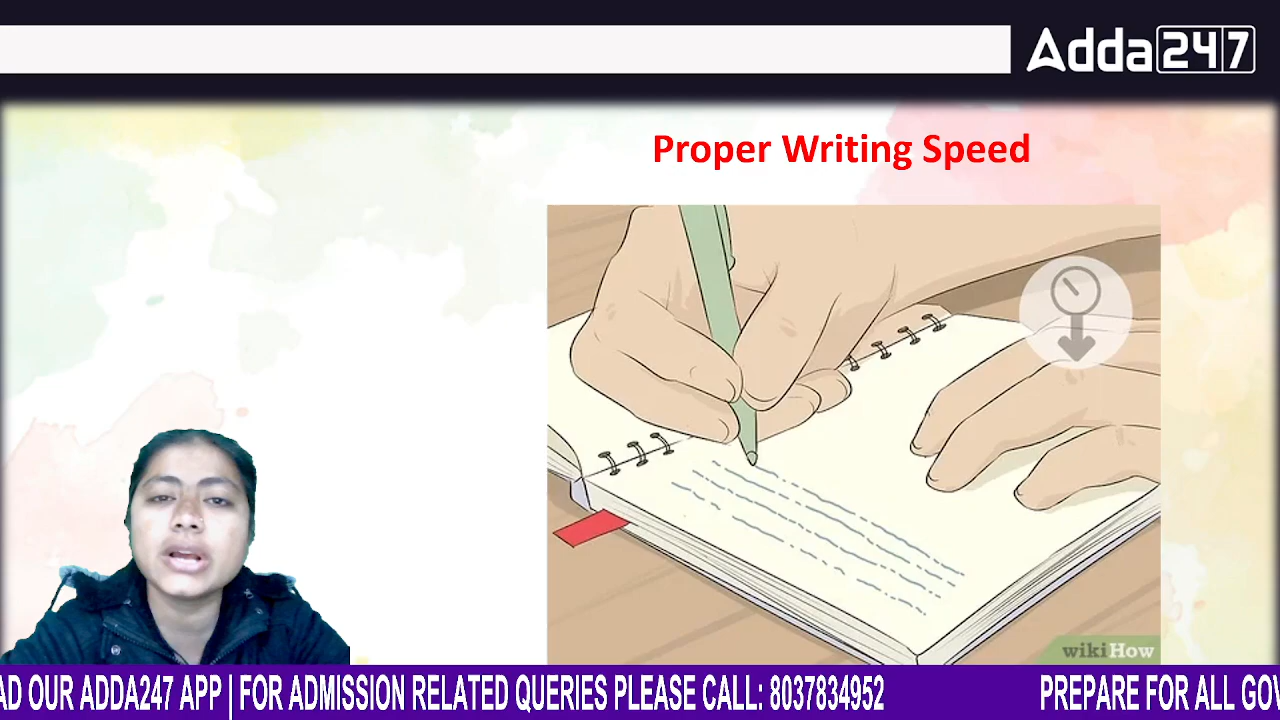 Adda247
Proper Writing Speed
wikiHow
AD OUR ADDA247 APP | FOR ADMISSION RELATED QUERIES PLEASE CALL: 8037834952 PREPARE FOR ALL GOV